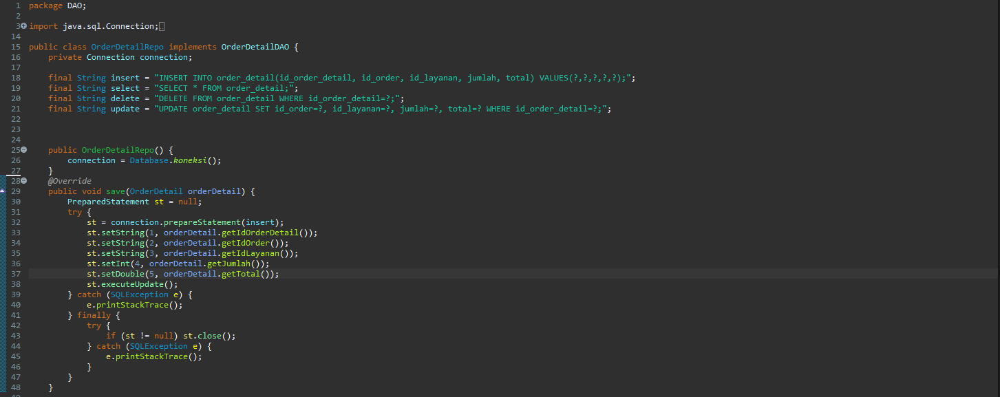 1 package DAO;
2
3 import java.sql.Connection;
14
15 public class OrderDetailRepo implements OrderDetailDAO {
16     private Connection connection;
17
18     final String insert = "INSERT INTO order_detail(id_order_detail, id_order, id_layanan, jumlah, total) VALUES(?,?,?,?,?);";
19     final String select = "SELECT * FROM order_detail;";
20     final String delete = "DELETE FROM order_detail WHERE id_order_detail=?;";
21     final String update = "UPDATE order_detail SET id_order=?, id_layanan=?, jumlah=?, total=? WHERE id_order_detail=?;";
22
23
24
25     public OrderDetailRepo() {
26         connection = Database.koneksi();
27     }
28     @Override
29     public void save(OrderDetail orderDetail) {
30         PreparedStatement st = null;
31         try {
32             st = connection.prepareStatement(insert);
33             st.setString(1, orderDetail.getIdOrderDetail());
34             st.setString(2, orderDetail.getIdOrder());
35             st.setString(3, orderDetail.getIdLayanan());
36             st.setInt(4, orderDetail.getJumlah());
37             st.setDouble(5, orderDetail.getTotal());
38             st.executeUpdate();
39         } catch (SQLException e) {
40             e.printStackTrace();
41         } finally {
42             try {
43                 if (st != null) st.close();
44             } catch (SQLException e) {
45                 e.printStackTrace();
46             }
47         }
48     }